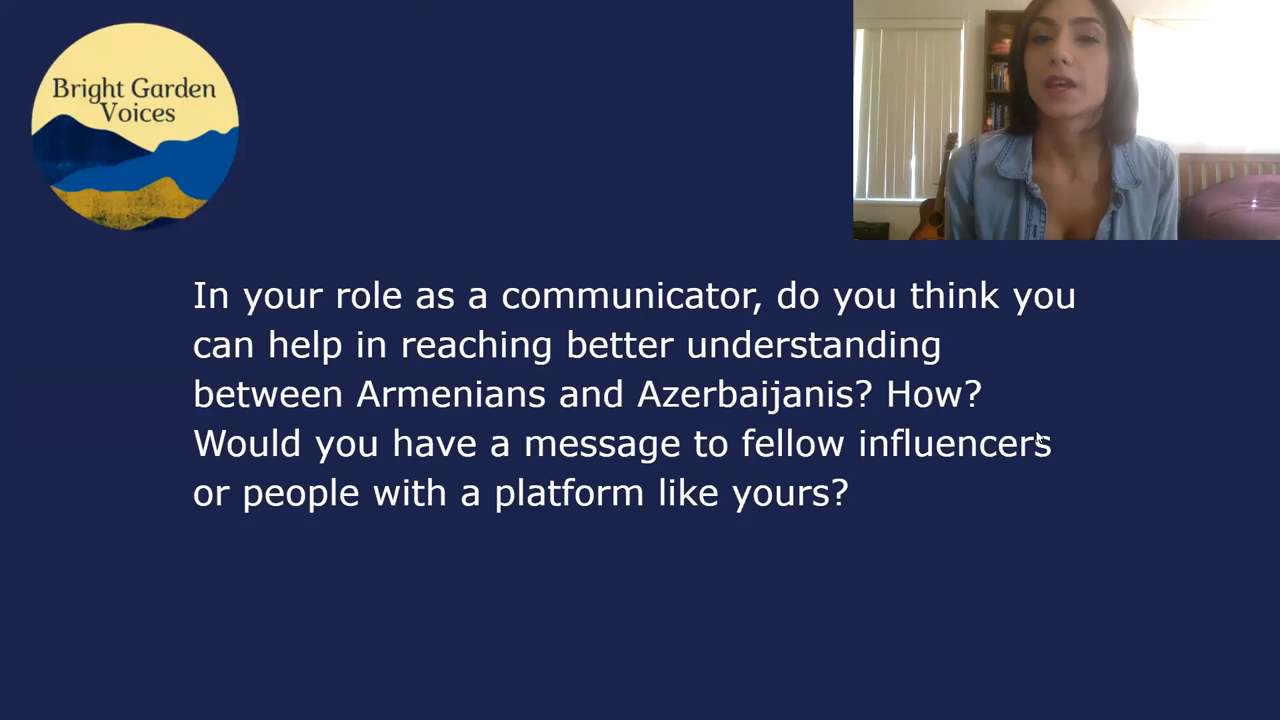 Bright Garden
Voices
In your role as a communicator, do you think you
can help in reaching better understanding
between Armenians and Azerbaijanis? How?
Would you have a message to fellow influencers
or people with a platform like yours?